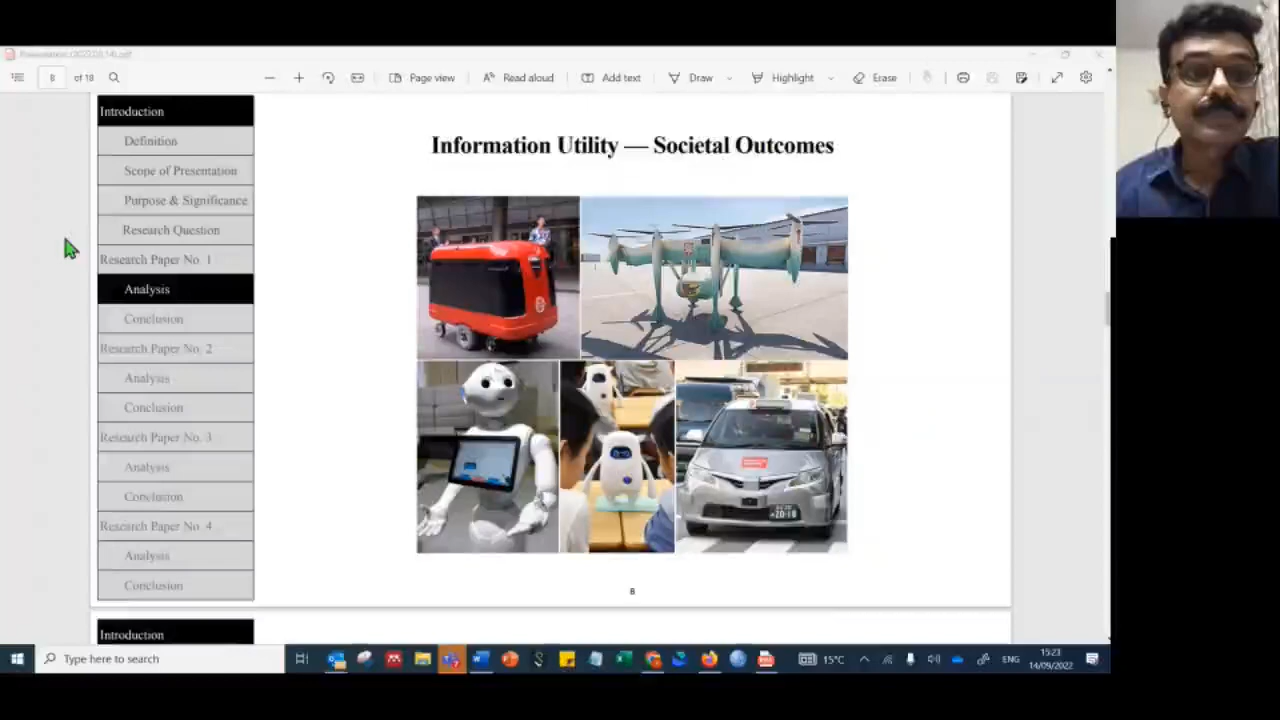 8
of 18
Page view
Read aloud
Add text
Draw
Highlight
Erase
Introduction
Definition
Scope of Presentation
Purpose & Significance
Research Question
Research Paper No. 1
Analysis
Conclusion
Research Paper No. 2
Analysis
Conclusion
Research Paper No. 3
Analysis
Conclusion
Research Paper No. 4
Analysis
Conclusion
Information Utility — Societal Outcomes
8
Introduction
Type here to search
15°C
ENG
15:23
14/09/2022